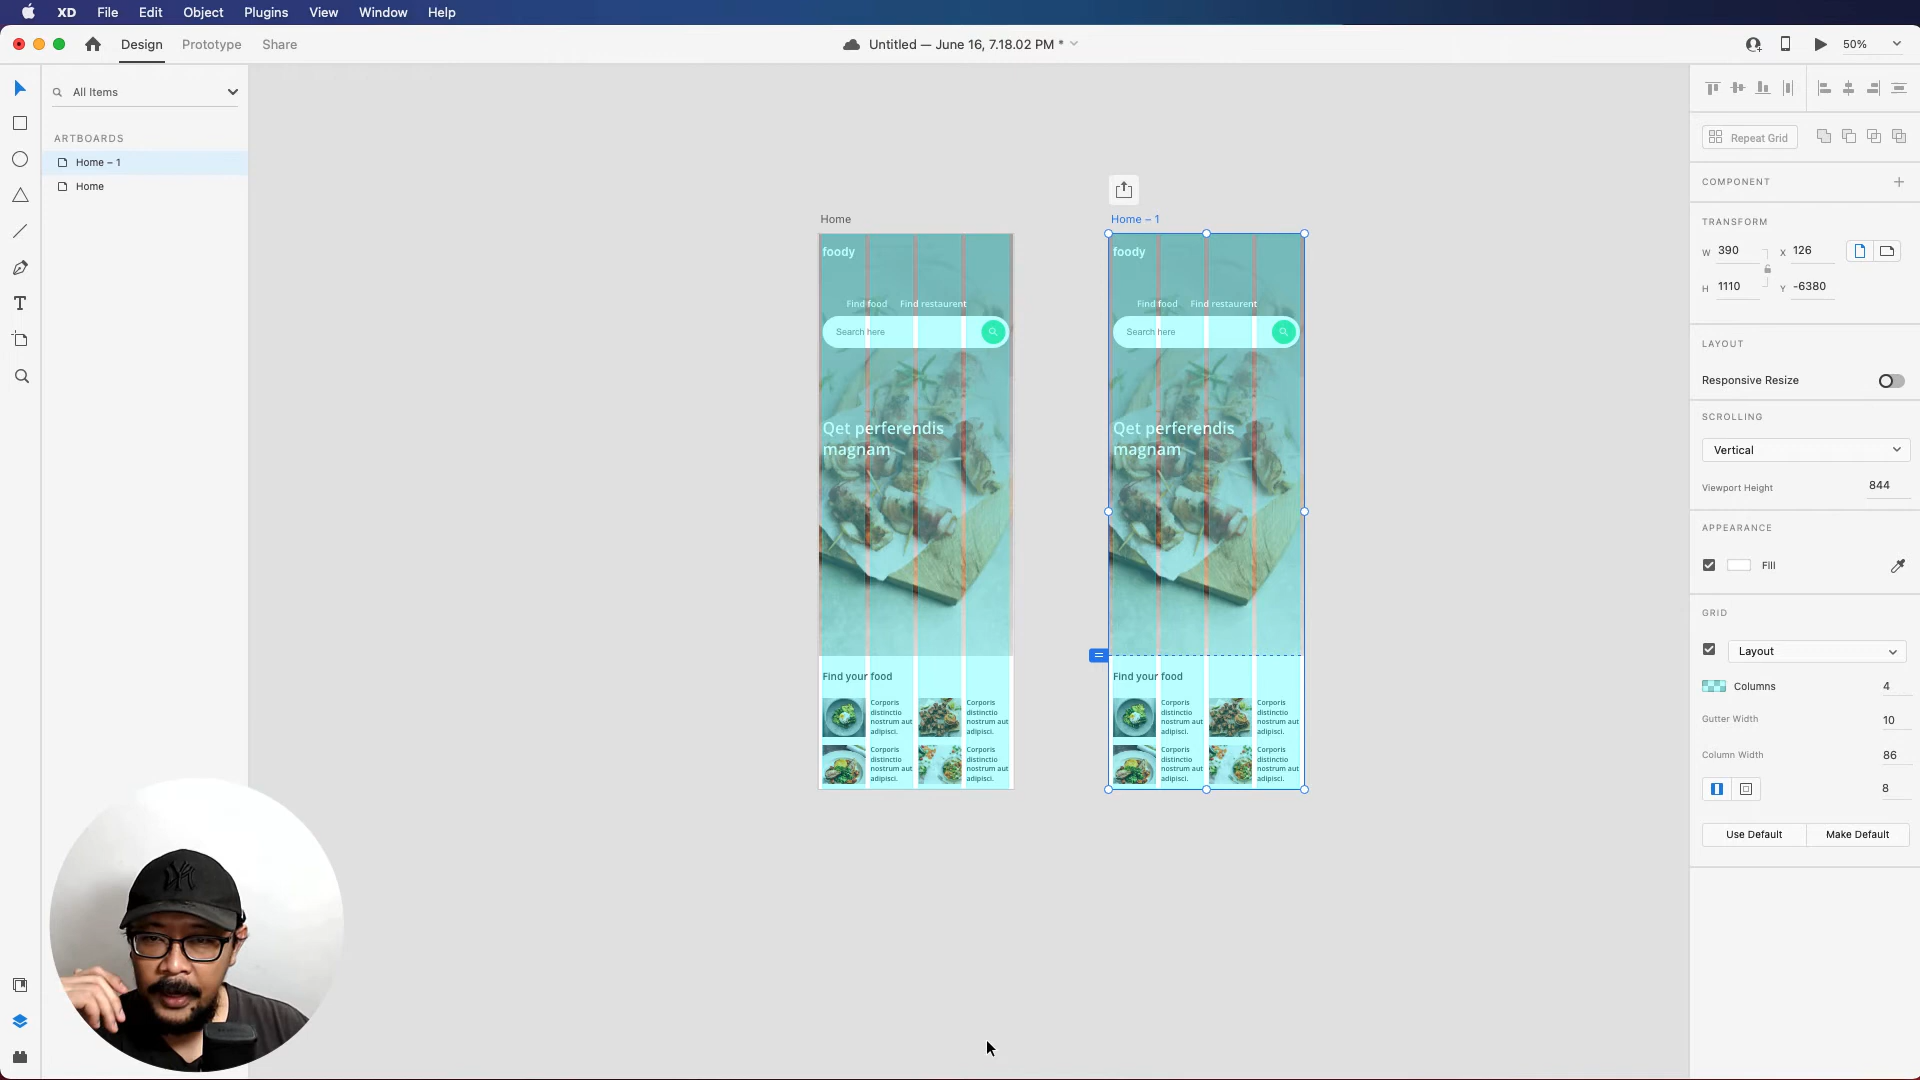 XD File Edit Object Plugins View Window Help
Design Prototype Share
Untitled — June 16, 7.18.02 PM *
50%
All Items
ARTBOARDS
Home – 1
Home
Home
foody
Find food Find restaurent
Search here
Qet perferendis
magnam
Find your food
Corporis
distinctio
nostrum aut
adipisci.
Corporis
distinctio
nostrum aut
adipisci.
Corporis
distinctio
nostrum aut
adipisci.
Corporis
distinctio
nostrum aut
adipisci.
Home – 1
foody
Find food Find restaurent
Search here
Qet perferendis
magnam
Find your food
Corporis
distinctio
nostrum aut
adipisci.
Corporis
distinctio
nostrum aut
adipisci.
Corporis
distinctio
nostrum aut
adipisci.
Corporis
distinctio
nostrum aut
adipisci.
Repeat Grid
COMPONENT
TRANSFORM
W 390 X 126
H 1110 Y -6380
LAYOUT
Responsive Resize
SCROLLING
Vertical
Viewport Height 844
APPEARANCE
Fill
GRID
Layout
Columns 4
Gutter Width 10
Column Width 86
8
Use Default Make Default